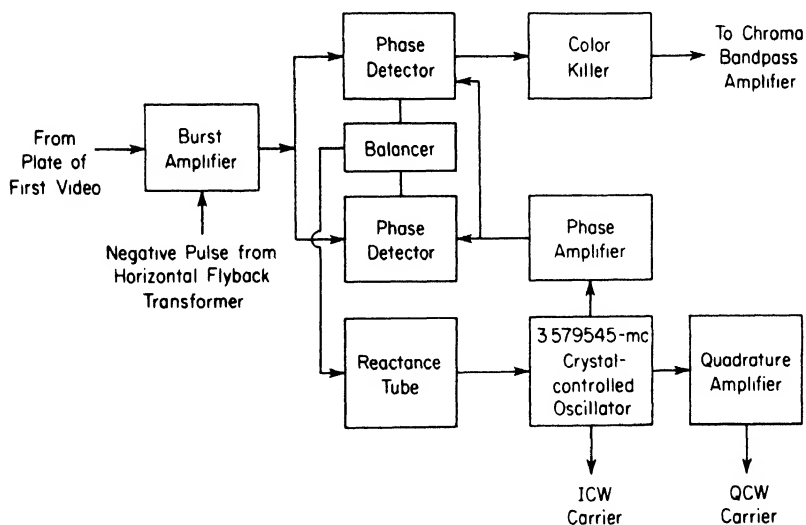 Phase
Detector
Color
Killer
To Chroma
Bandpass
Amplifier
From
Plate of
First Video
Burst
Amplifier
Balancer
Negative Pulse from
Horizontal Flyback
Transformer
Phase
Detector
Phase
Amplifier
Reactance
Tube
3 579545-mc
Crystal-
controlled
Oscillator
Quadrature
Amplifier
ICW
Carrier
QCW
Carrier